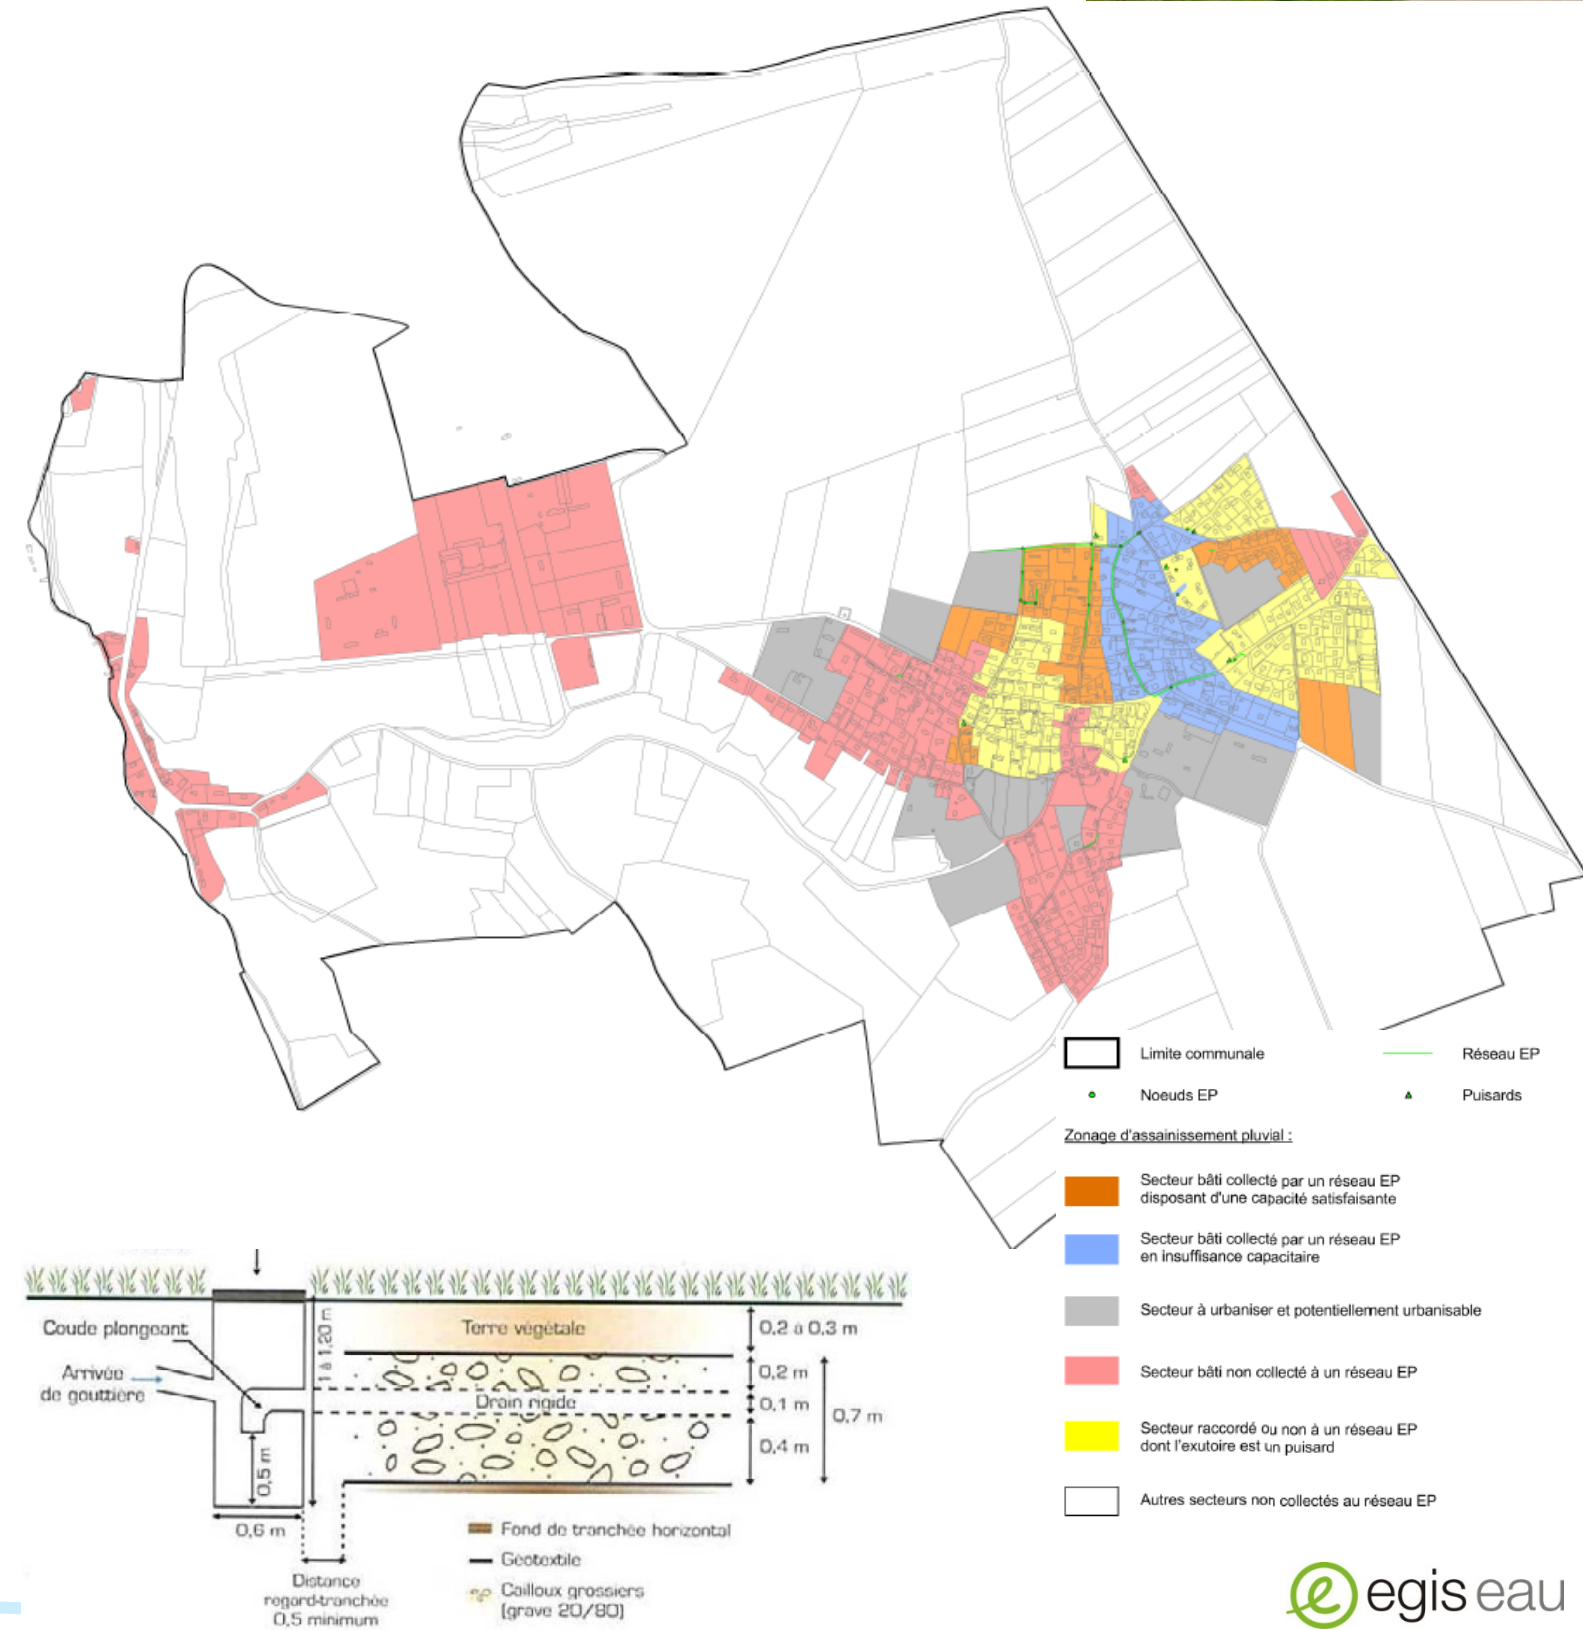 Limite communale
Réseau EP
Noeuds EP
Puisards
Zonage d'assainissement pluvial :
Secteur bâti collecté par un réseau EP
disposant d'une capacité satisfaisante
Secteur bâti collecté par un réseau EP
en insuffisance capacitaire
Secteur à urbaniser et potentiellement urbanisable
Secteur bâti non collecté à un réseau EP
Secteur raccordé ou non à un réseau EP
dont l'exutoire est un puisard
Autres secteurs non collectés au réseau EP
Coude plongeant
Arrivée
de gouttière
1 à 1,20 m
0,5 m
0,6 m
Distance
regard-tranchée
0,5 minimum
Terre végétale
Drain rigide
0,2 à 0,3 m
0,2 m
0,1 m
0,4 m
0,7 m
Fond de tranchée horizontal
Géotextile
Cailloux grossiers
(grave 20/80)
egis eau